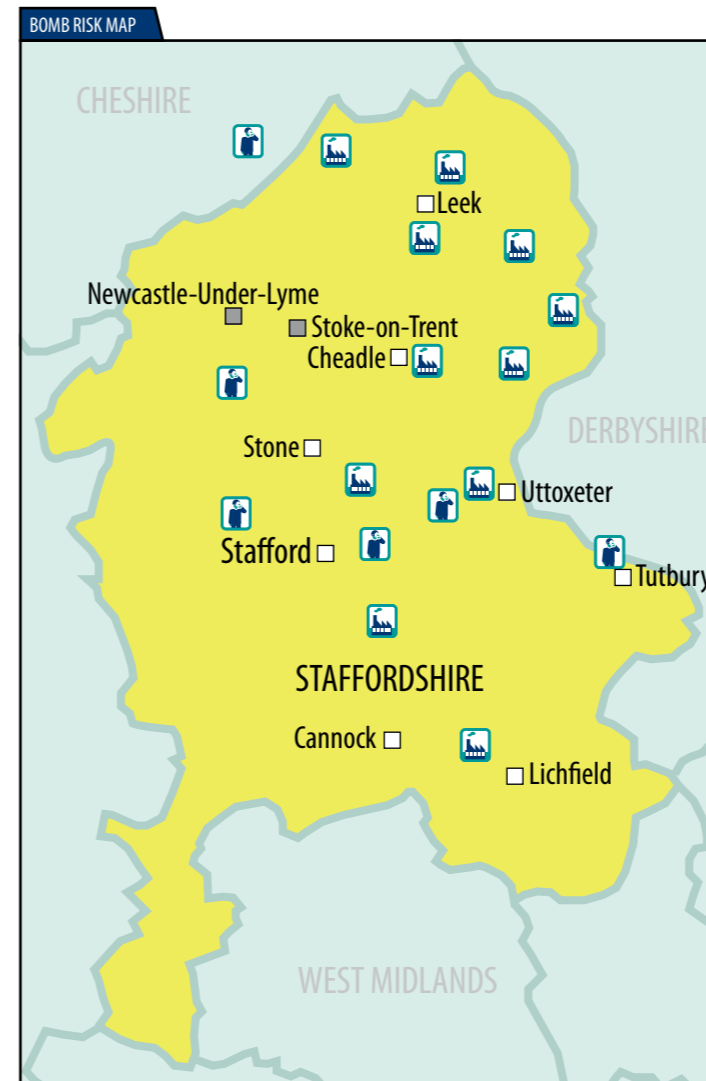 BOMB RISK MAP
CHESHIRE
Leek
Newcastle-Under-Lyme
Stoke-on-Trent
Cheadle
DERBYSHIRE
Stone
Uttoxeter
Stafford
Tutbury
STAFFORDSHIRE
Cannock
Lichfield
WEST MIDLANDS